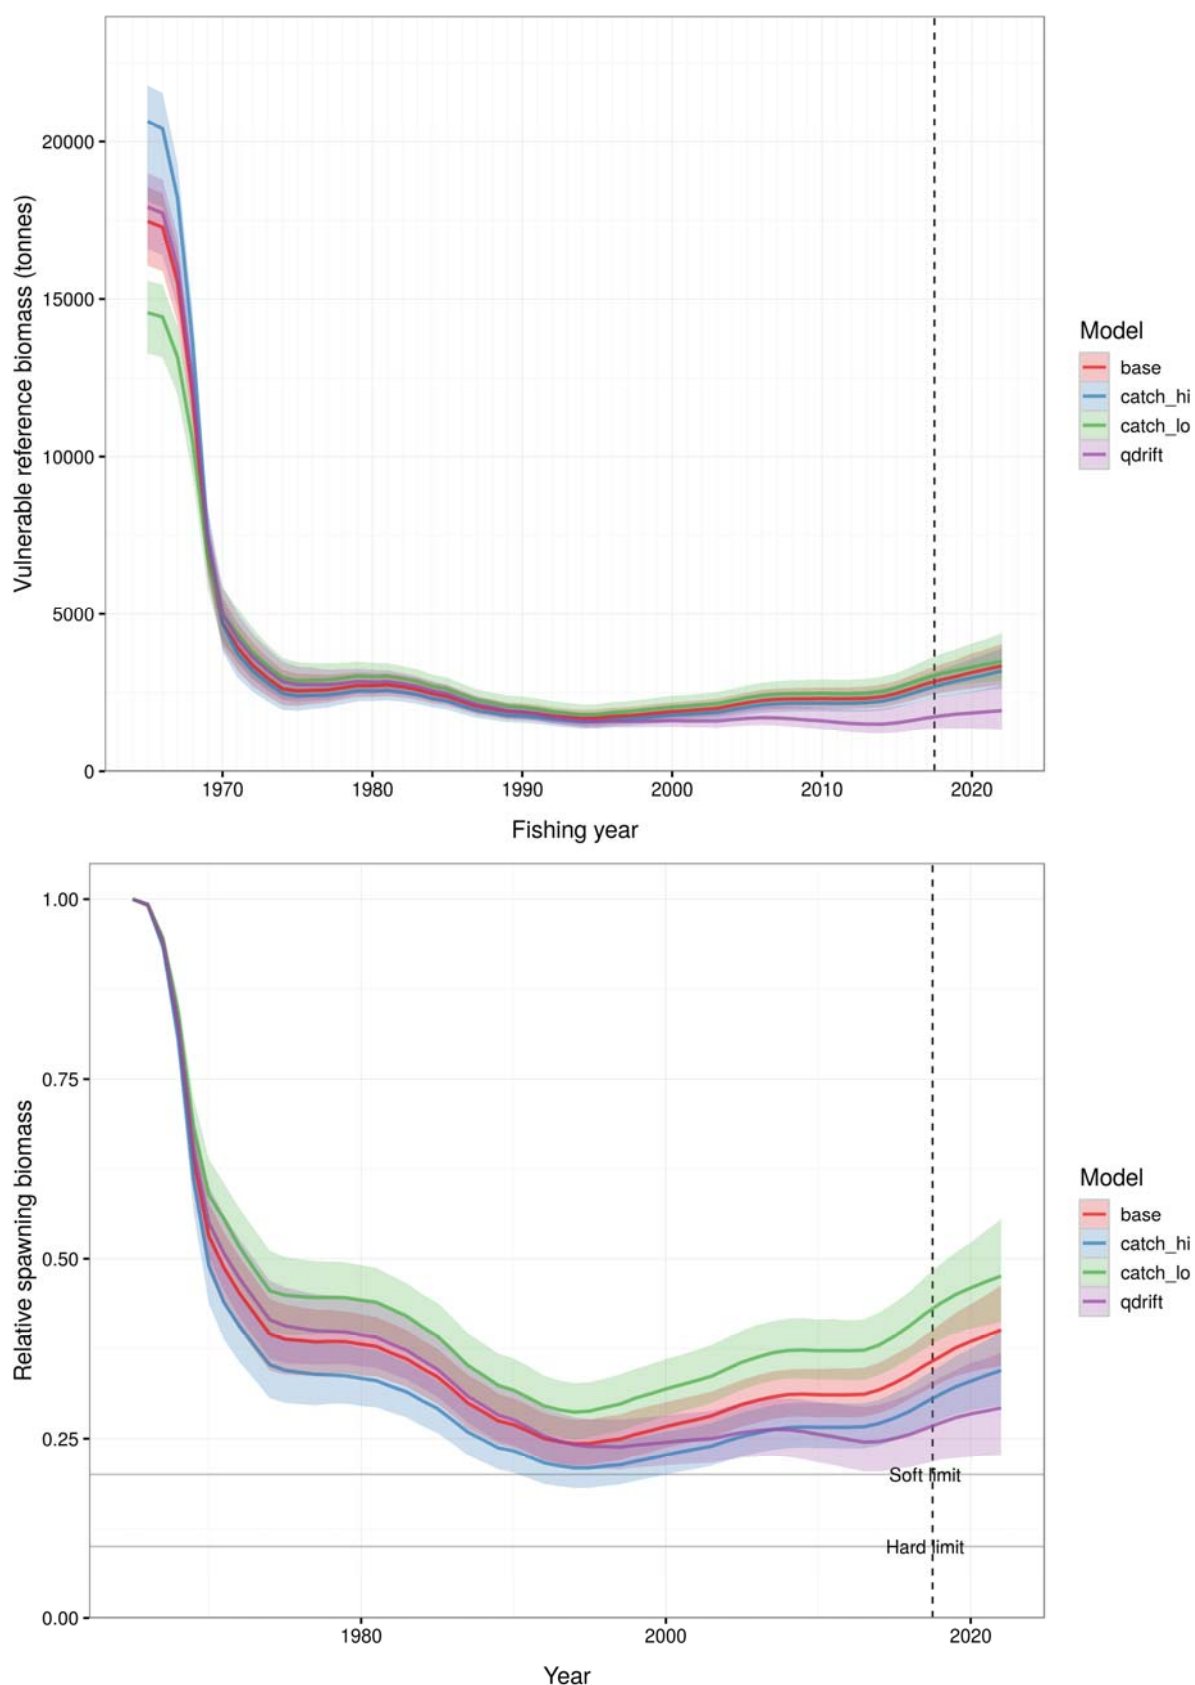 Vulnerable reference biomass (tonnes)
20000
15000
10000
5000
0
1970 1980 1990 2000 2010 2020
Fishing year
Model
base
catch_hi
catch_lo
qdrift
Relative spawning biomass
1.00
0.75
0.50
0.25
0.00
Soft limit
Hard limit
1980 2000 2020
Year
Model
base
catch_hi
catch_lo
qdrift